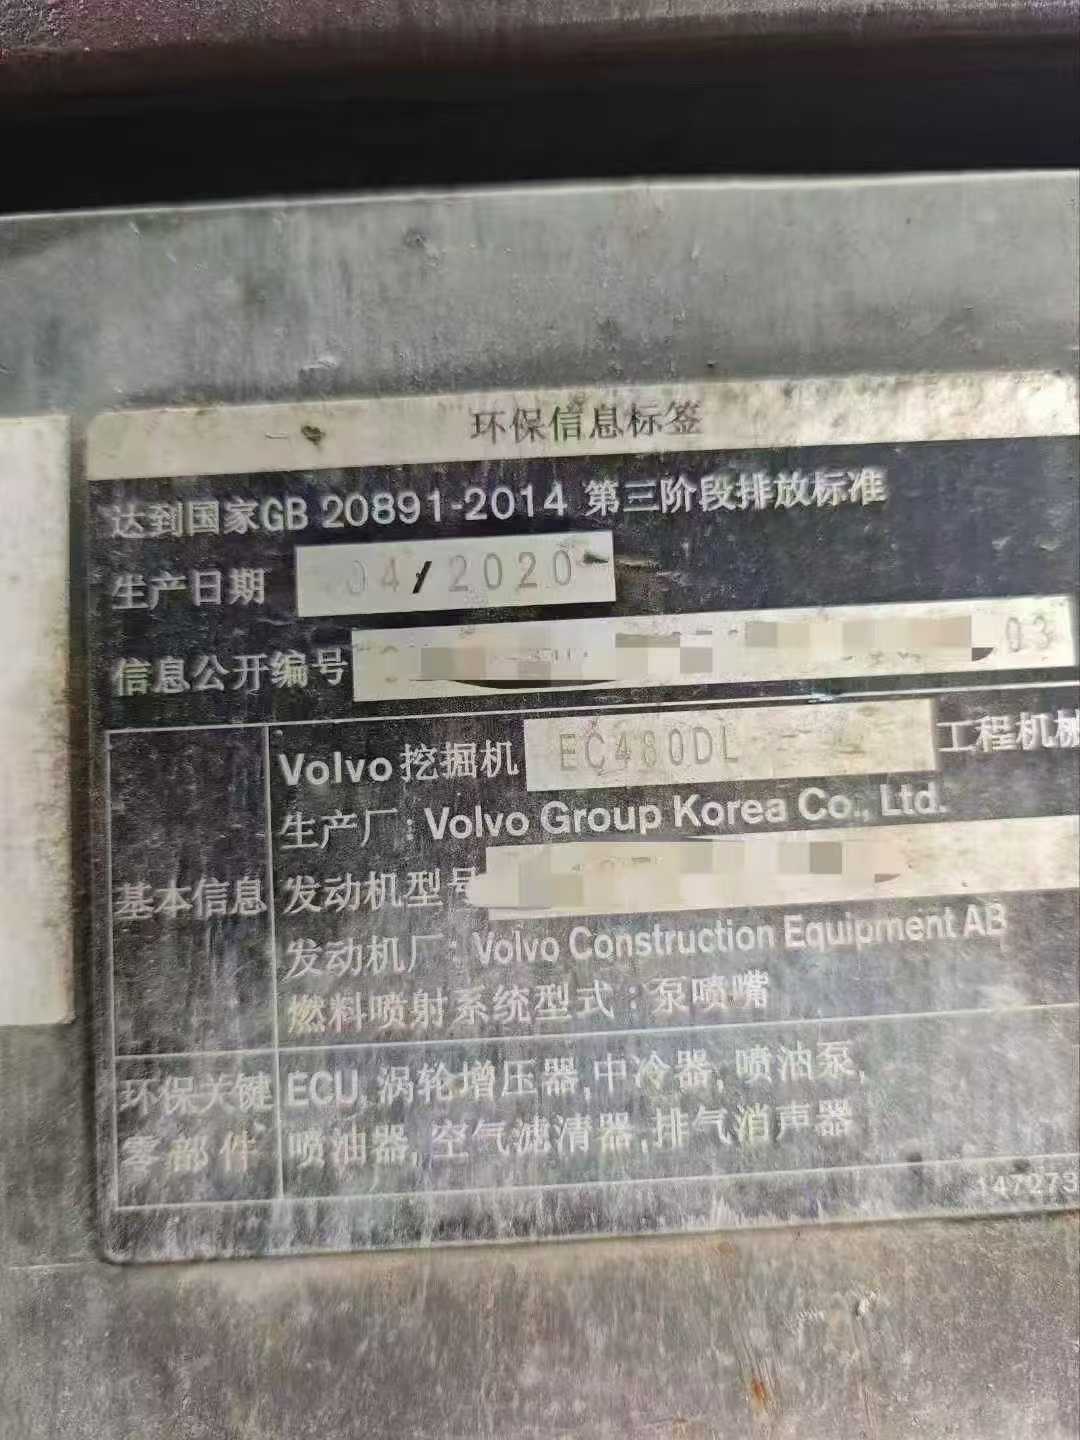 环保信息标签
达到国家GB 20891-2014 第三阶段排放标准
生产日期 04/2020
信息公开编号 03
Volvo 挖掘机 EC480DL 工程机械
生产厂: Volvo Group Korea Co., Ltd.
基本信息 发动机型号
发动机厂: Volvo Construction Equipment AB
燃料喷射系统型式: 泵喷嘴
环保关键 ECU, 涡轮增压器, 中冷器, 喷油泵,
零部件 喷油器, 空气滤清器, 排气消声器
147273